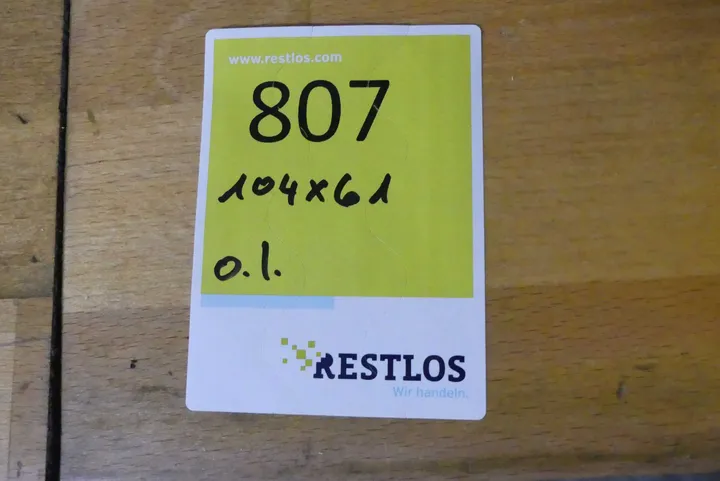 www.restlos.com
807
104x61
o.l.
RESTLOS
Wir handeln.